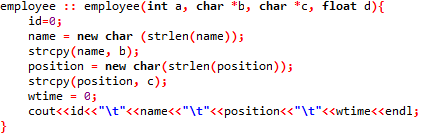 employee :: employee(int a, char *b, char *c, float d){
id=0;
name = new char (strlen(name));
strcpy(name, b);
position = new char(strlen(position));
strcpy(position, c);
wtime = 0;
cout<<id<<"\t"<<name<<"\t"<<position<<"\t"<<wtime<<endl;
}